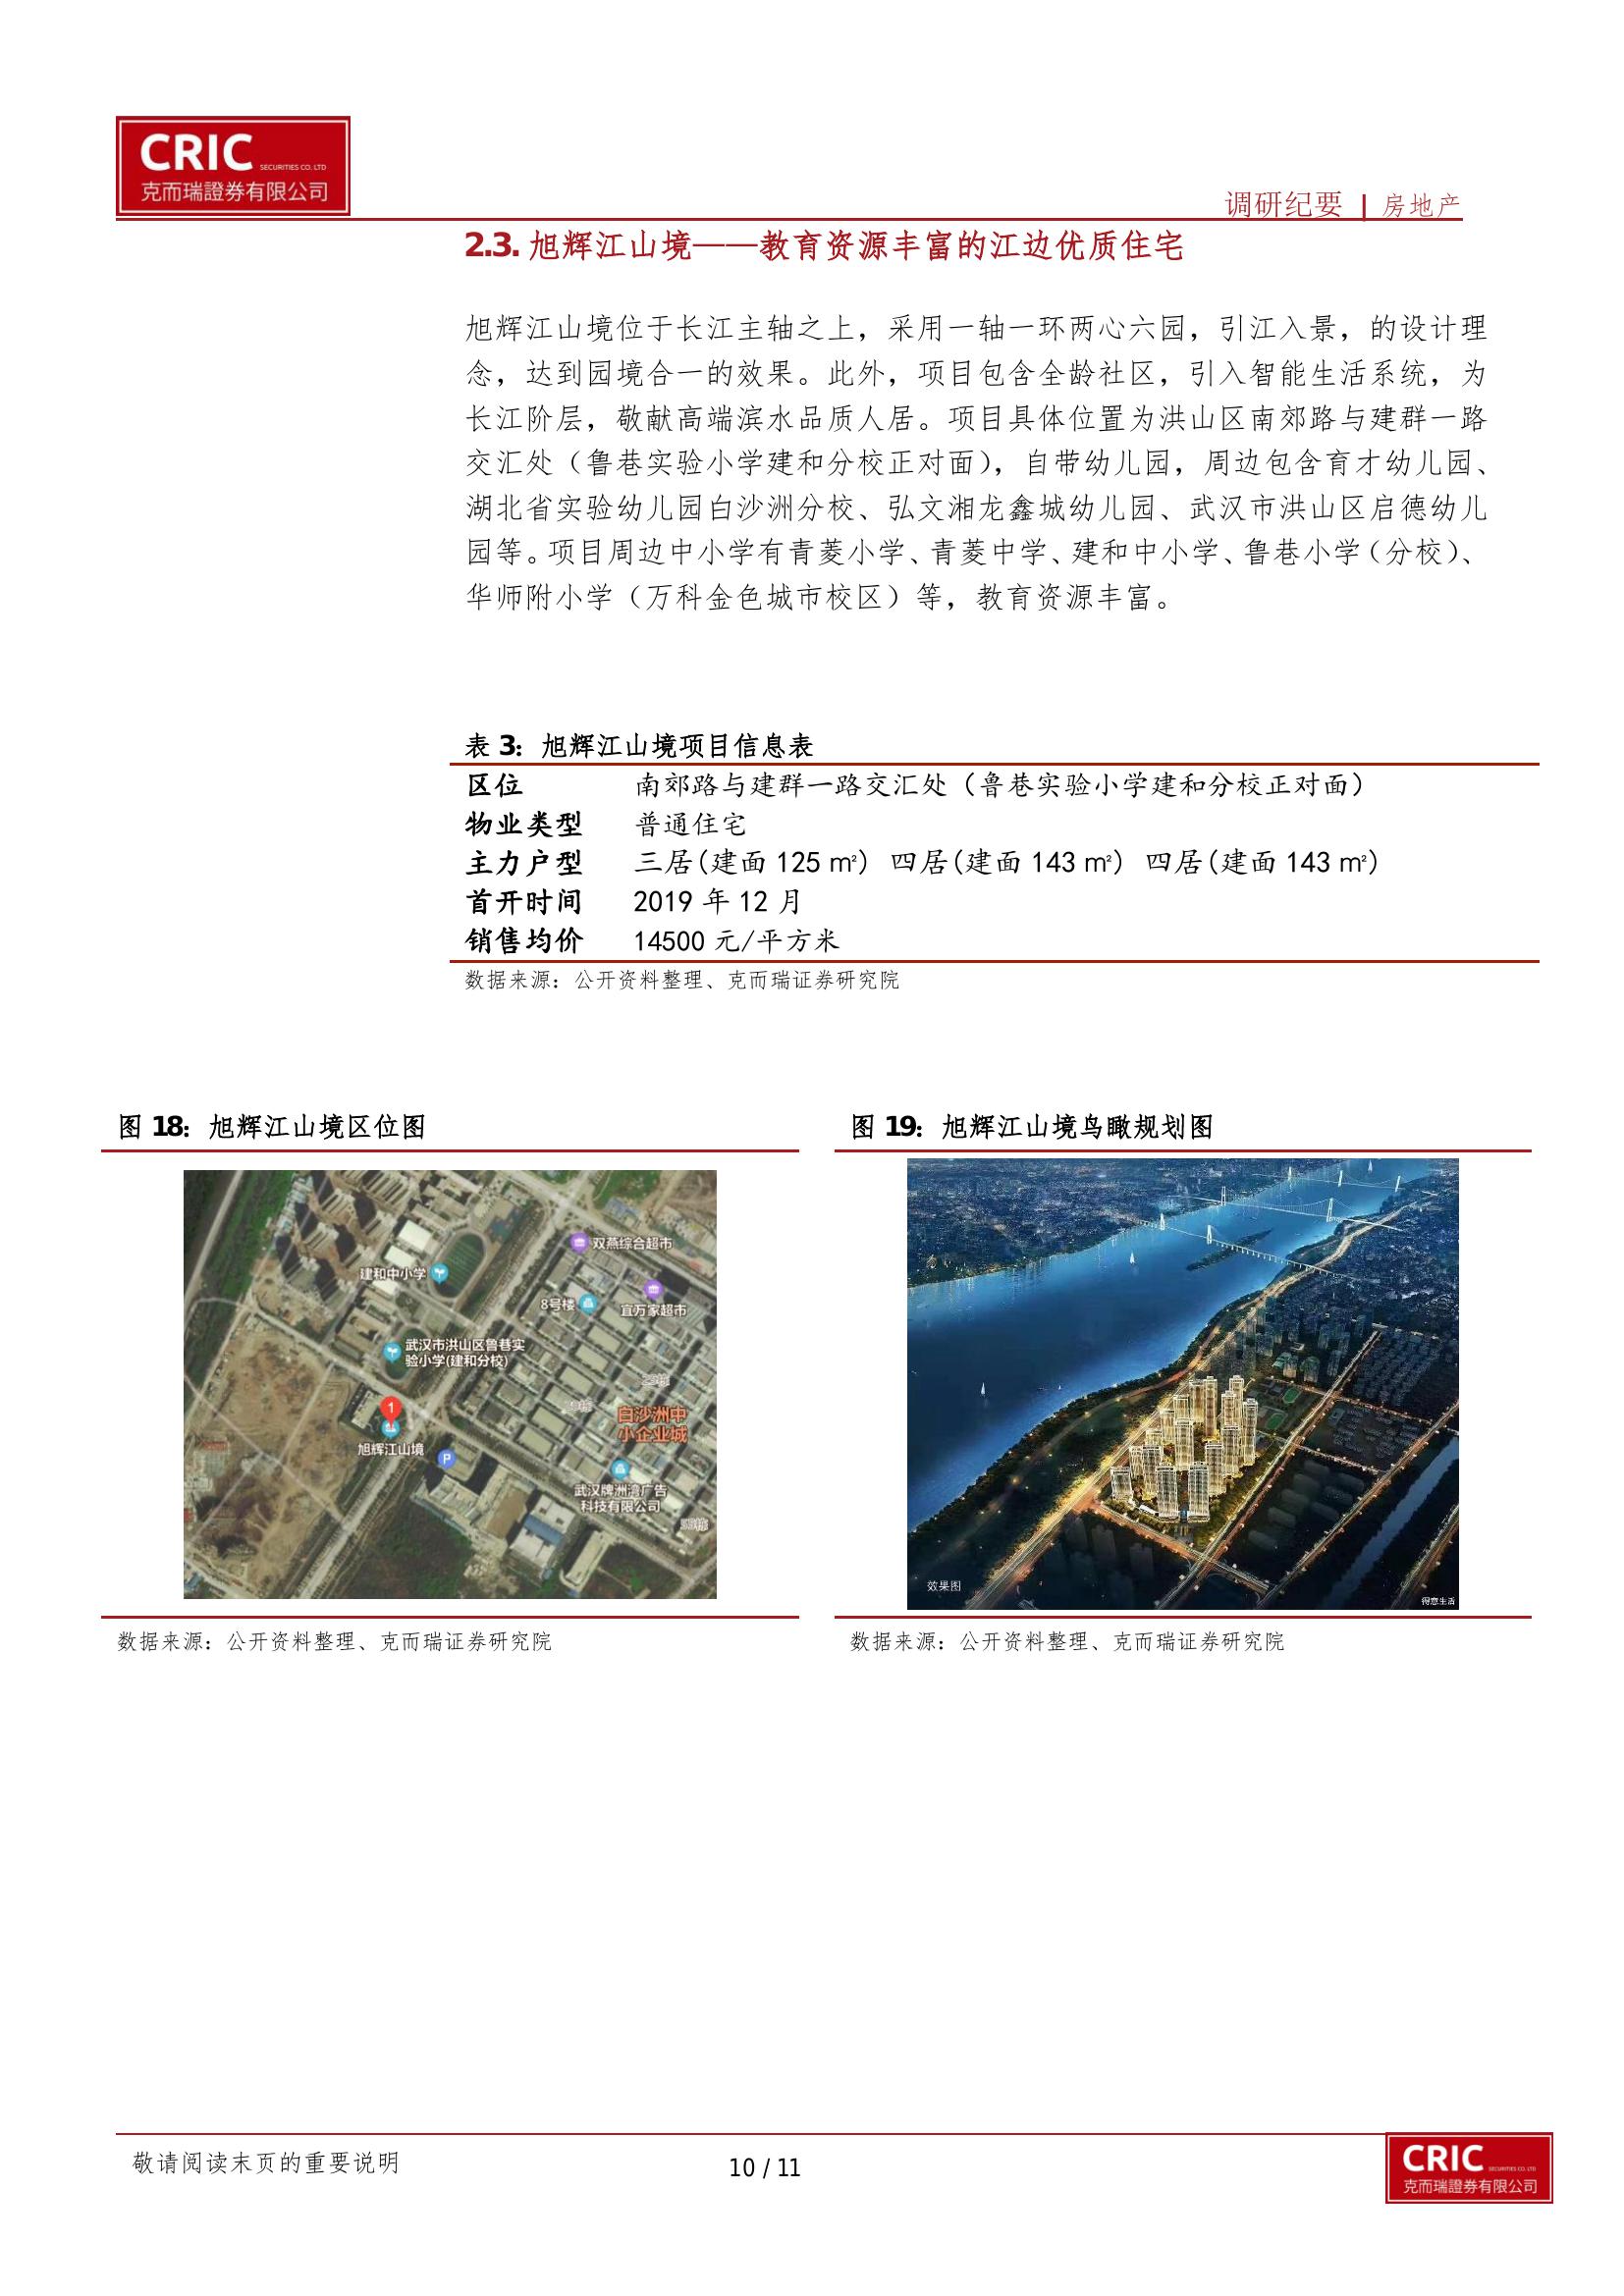 CRIC SECURITIES CO. LTD
克而瑞證券有限公司
调研纪要 | 房地产
2.3. 旭辉江山境——教育资源丰富的江边优质住宅
旭辉江山境位于长江主轴之上，采用一轴一环两心六园，引江入景，的设计理
念，达到园境合一的效果。此外，项目包含全龄社区，引入智能生活系统，为
长江阶层，敬献高端滨水品质人居。项目具体位置为洪山区南郊路与建群一路
交汇处（鲁巷实验小学建和分校正对面），自带幼儿园，周边包含育才幼儿园、
湖北省实验幼儿园白沙洲分校、弘文湘龙鑫城幼儿园、武汉市洪山区启德幼儿
园等。项目周边中小学有青菱小学、青菱中学、建和中小学、鲁巷小学（分校）、
华师附小学（万科金色城市校区）等，教育资源丰富。
表 3：旭辉江山境项目信息表
区位 南郊路与建群一路交汇处（鲁巷实验小学建和分校正对面）
物业类型 普通住宅
主力户型 三居(建面 125 ㎡) 四居(建面 143 ㎡) 四居(建面 143 ㎡)
首开时间 2019 年 12 月
销售均价 14500 元/平方米
数据来源：公开资料整理、克而瑞证券研究院
图 18：旭辉江山境区位图
双燕综合超市
建和中小学
8号楼
宜万家超市
武汉市洪山区鲁巷实
验小学(建和分校)
1
白沙洲中
小企业城
旭辉江山境
P
武汉牌洲湾广告
科技有限公司
数据来源：公开资料整理、克而瑞证券研究院
图 19：旭辉江山境鸟瞰规划图
效果图
得意生活
数据来源：公开资料整理、克而瑞证券研究院
敬请阅读末页的重要说明
10 / 11
CRIC SECURITIES CO. LTD
克而瑞證券有限公司